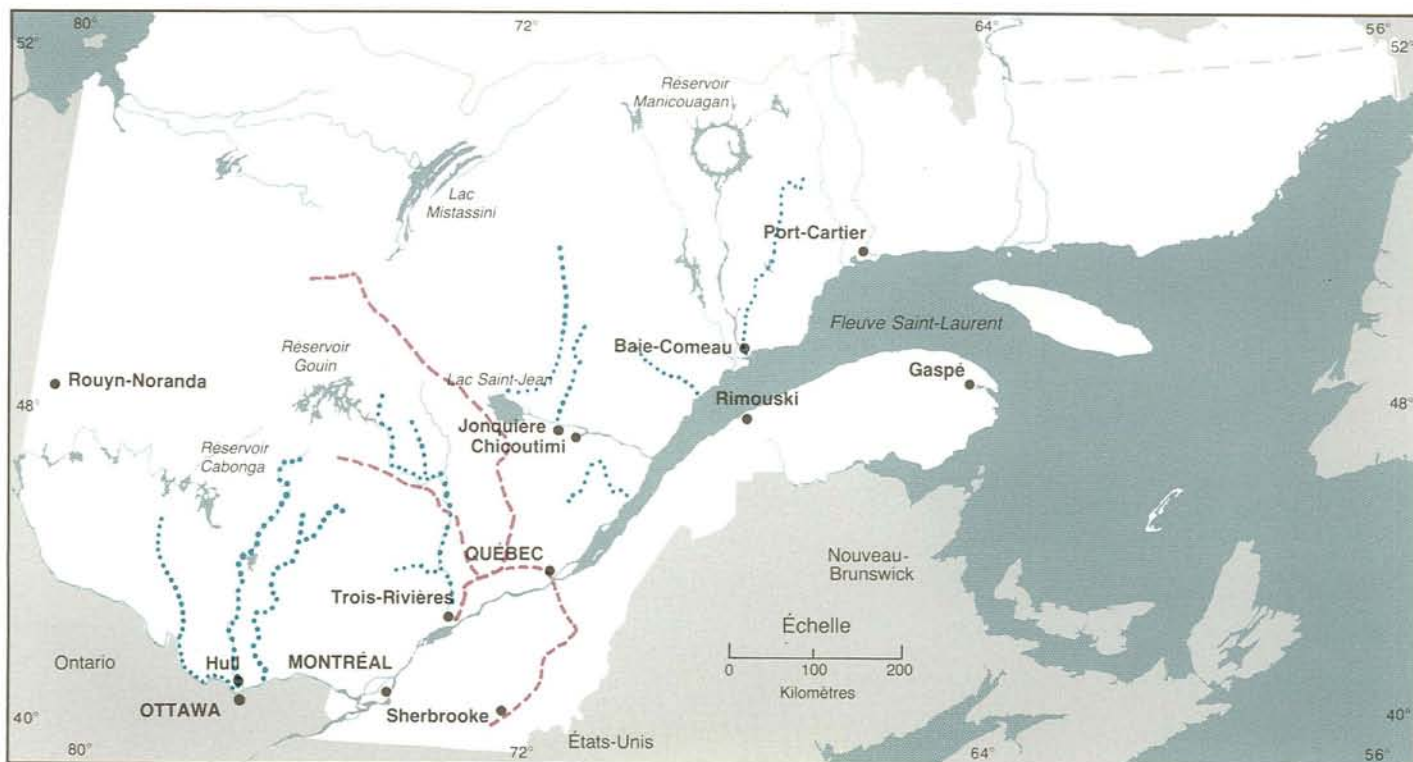 80°
72°
64°
56°
52°
52°
Réservoir
Manicouagan
Lac
Mistassini
Port-Cartier
Fleuve Saint-Laurent
Baie-Comeau
Réservoir
Gouin
Lac Saint-Jean
Gaspé
Rouyn-Noranda
Rimouski
48°
48°
Jonquière
Chicoutimi
Réservoir
Cabonga
QUÉBEC
Nouveau-
Brunswick
Trois-Rivières
Échelle
0 100 200
Kilomètres
Ontario
Hull
MONTRÉAL
OTTAWA
Sherbrooke
40°
40°
États-Unis
80°
72°
64°
56°